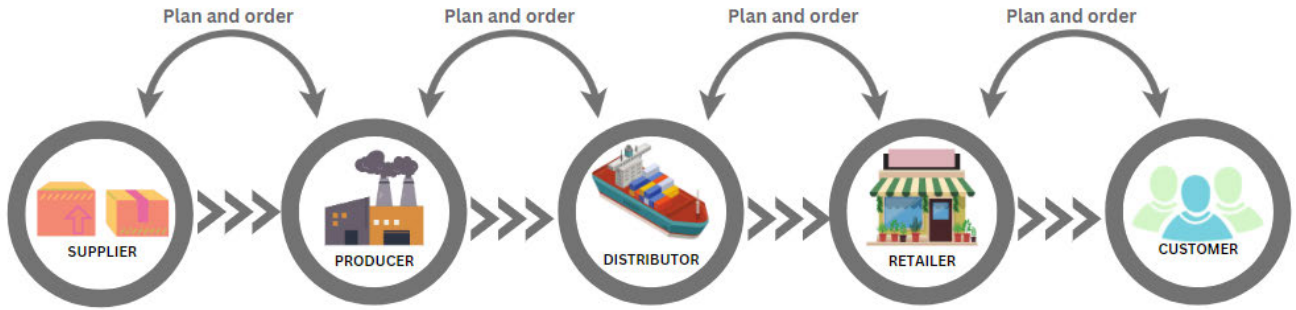 Plan and order
Plan and order
Plan and order
Plan and order
SUPPLIER
PRODUCER
DISTRIBUTOR
RETAILER
CUSTOMER